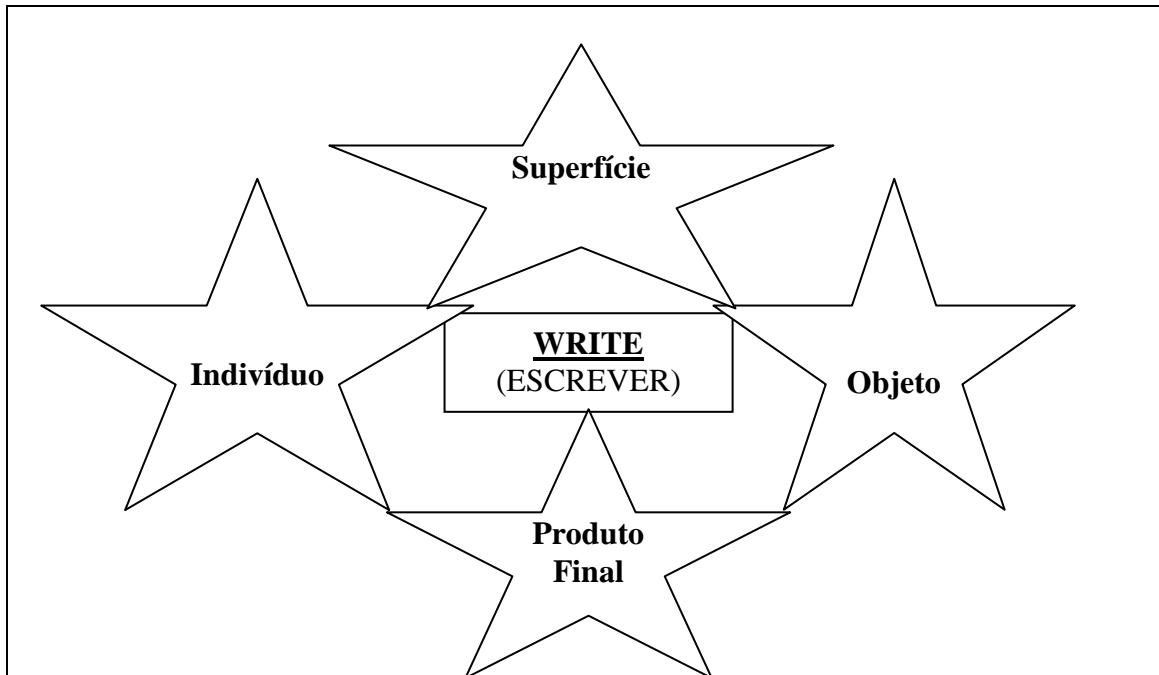 Superfície
WRITE
(ESCREVER)
Indivíduo
Objeto
Produto
Final